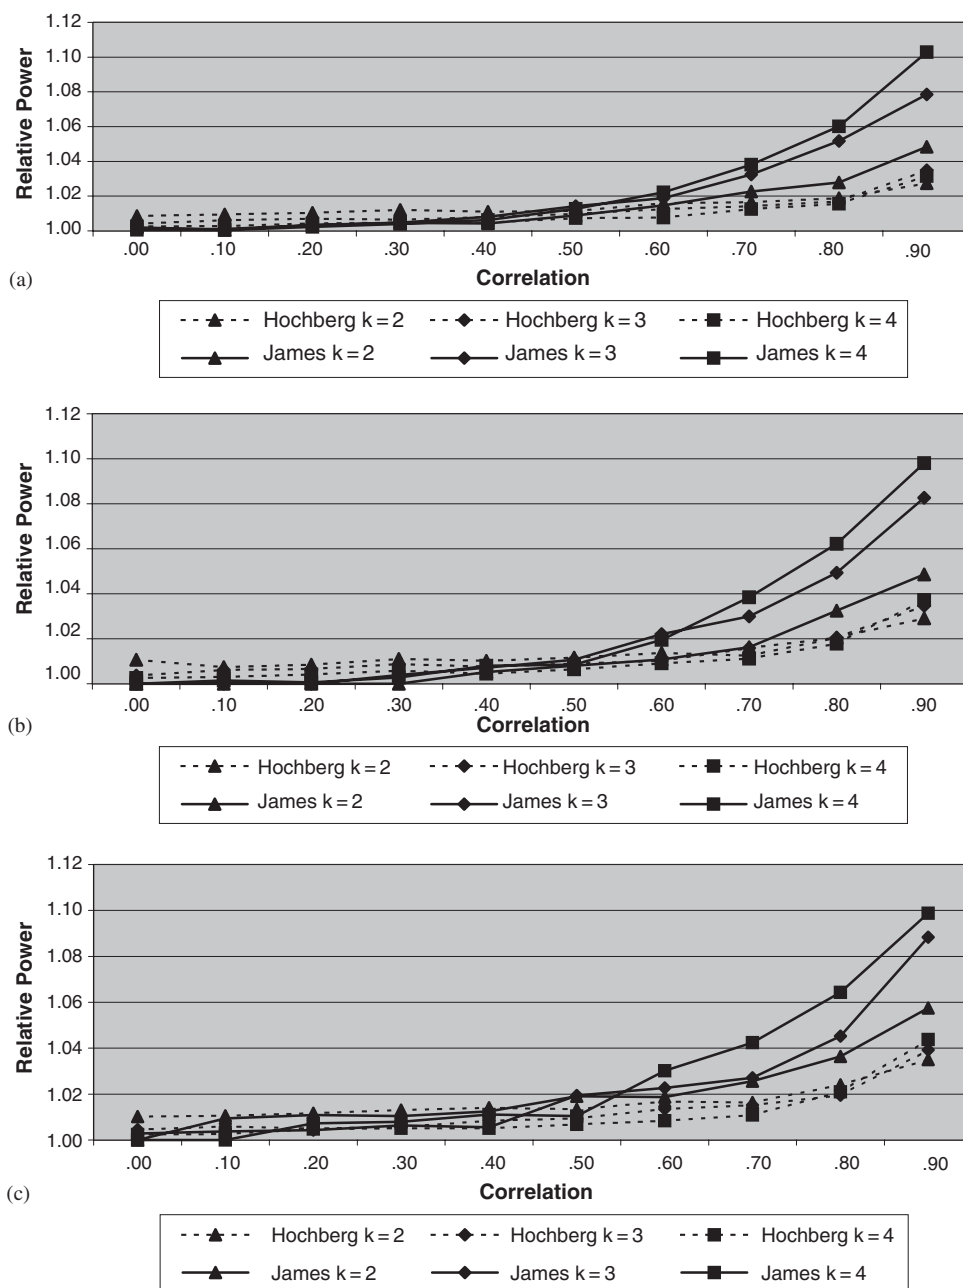 1.12
1.10
1.08
1.06
1.04
1.02
1.00
Relative Power
.00 .10 .20 .30 .40 .50 .60 .70 .80 .90
Correlation
(a)
Hochberg k = 2 Hochberg k = 3 Hochberg k = 4
James k = 2 James k = 3 James k = 4
1.12
1.10
1.08
1.06
1.04
1.02
1.00
Relative Power
.00 .10 .20 .30 .40 .50 .60 .70 .80 .90
Correlation
(b)
Hochberg k = 2 Hochberg k = 3 Hochberg k = 4
James k = 2 James k = 3 James k = 4
1.12
1.10
1.08
1.06
1.04
1.02
1.00
Relative Power
.00 .10 .20 .30 .40 .50 .60 .70 .80 .90
Correlation
(c)
Hochberg k = 2 Hochberg k = 3 Hochberg k = 4
James k = 2 James k = 3 James k = 4